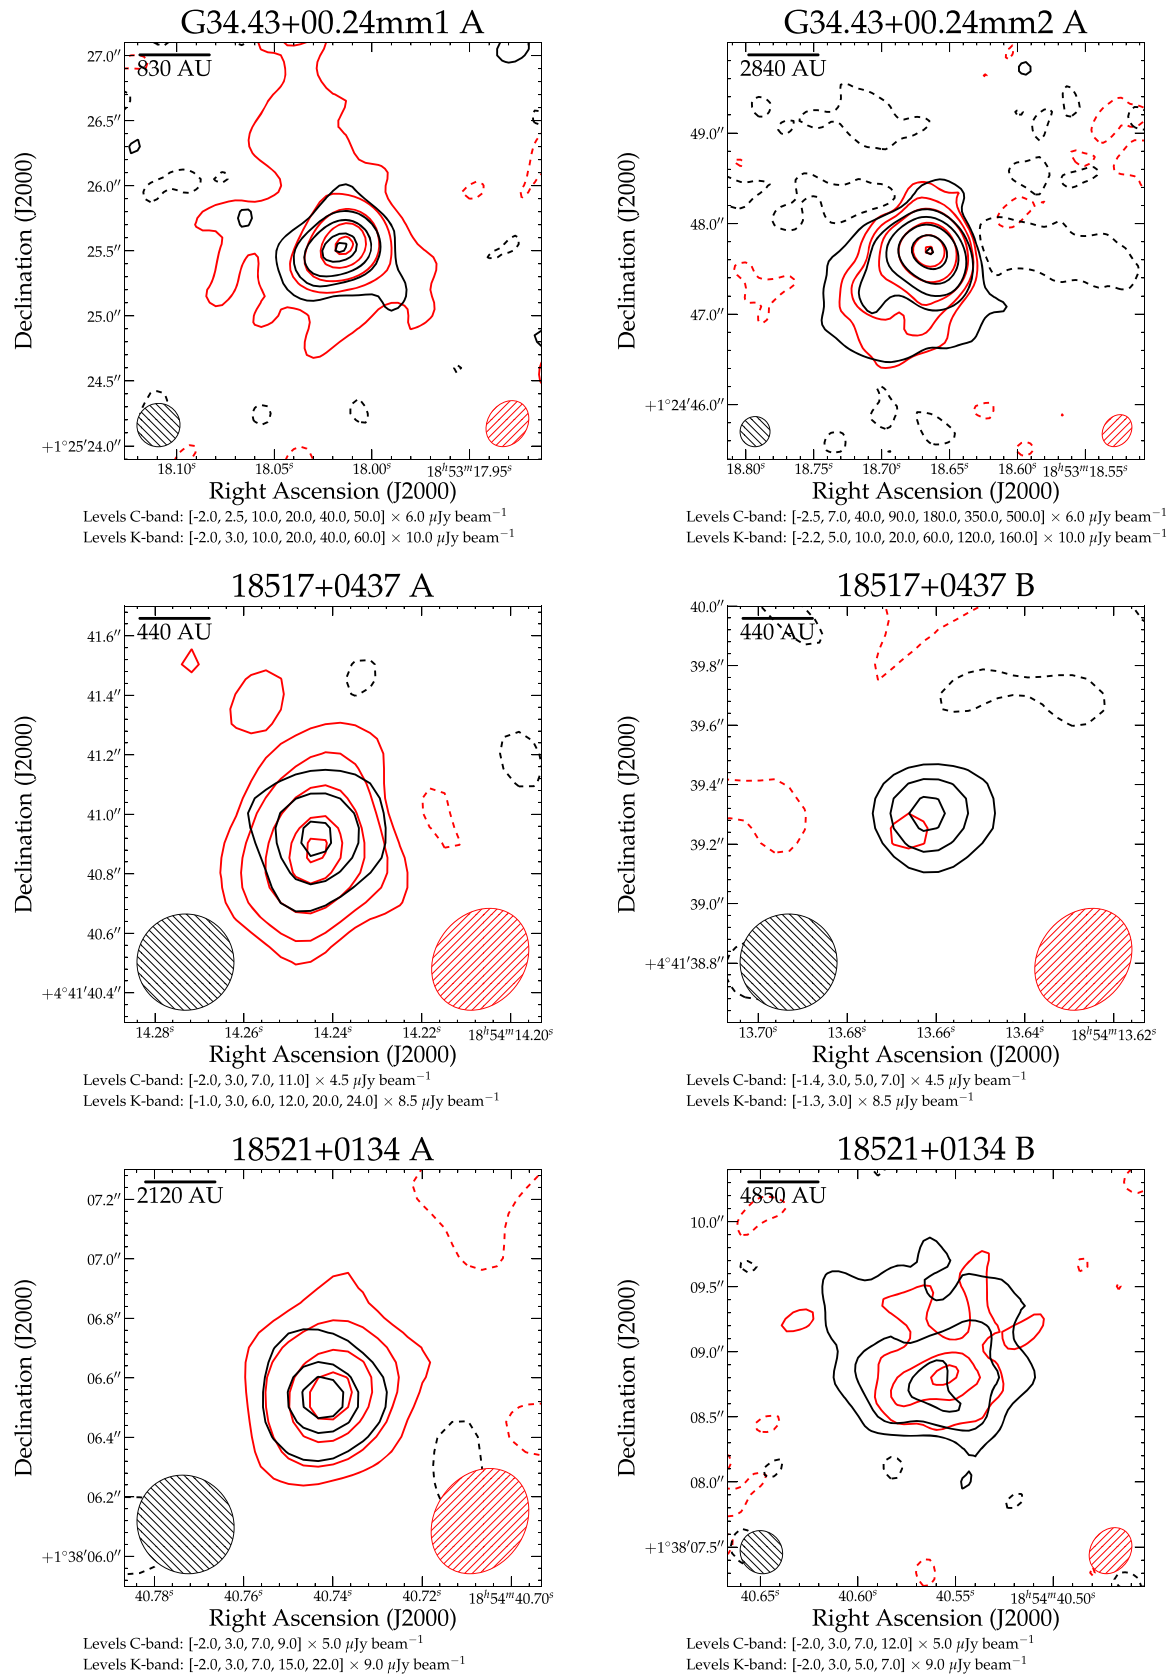 G34.43+00.24mm1 A
830 AU
27.0″
26.5″
26.0″
25.5″
25.0″
24.5″
+1°25′24.0″
Declination (J2000)
18.10ˢ 18.05ˢ 18.00ˢ 18ʰ53ᵐ17.95ˢ
Right Ascension (J2000)
Levels C-band: [-2.0, 2.5, 10.0, 20.0, 40.0, 50.0] × 6.0 μJy beam⁻¹
Levels K-band: [-2.0, 3.0, 10.0, 20.0, 40.0, 60.0] × 10.0 μJy beam⁻¹
G34.43+00.24mm2 A
2840 AU
49.0″
48.0″
47.0″
+1°24′46.0″
Declination (J2000)
18.80ˢ 18.75ˢ 18.70ˢ 18.65ˢ 18.60ˢ 18ʰ53ᵐ18.55ˢ
Right Ascension (J2000)
Levels C-band: [-2.5, 7.0, 40.0, 90.0, 180.0, 350.0, 500.0] × 6.0 μJy beam⁻¹
Levels K-band: [-2.2, 5.0, 10.0, 20.0, 60.0, 120.0, 160.0] × 10.0 μJy beam⁻¹
18517+0437 A
440 AU
41.6″
41.4″
41.2″
41.0″
40.8″
40.6″
+4°41′40.4″
Declination (J2000)
14.28ˢ 14.26ˢ 14.24ˢ 14.22ˢ 18ʰ54ᵐ14.20ˢ
Right Ascension (J2000)
Levels C-band: [-2.0, 3.0, 7.0, 11.0] × 4.5 μJy beam⁻¹
Levels K-band: [-1.0, 3.0, 6.0, 12.0, 20.0, 24.0] × 8.5 μJy beam⁻¹
18517+0437 B
440 AU
40.0″
39.8″
39.6″
39.4″
39.2″
39.0″
+4°41′38.8″
Declination (J2000)
13.70ˢ 13.68ˢ 13.66ˢ 13.64ˢ 18ʰ54ᵐ13.62ˢ
Right Ascension (J2000)
Levels C-band: [-1.4, 3.0, 5.0, 7.0] × 4.5 μJy beam⁻¹
Levels K-band: [-1.3, 3.0] × 8.5 μJy beam⁻¹
18521+0134 A
2120 AU
07.2″
07.0″
06.8″
06.6″
06.4″
06.2″
+1°38′06.0″
Declination (J2000)
40.78ˢ 40.76ˢ 40.74ˢ 40.72ˢ 18ʰ54ᵐ40.70ˢ
Right Ascension (J2000)
Levels C-band: [-2.0, 3.0, 7.0, 9.0] × 5.0 μJy beam⁻¹
Levels K-band: [-2.0, 3.0, 7.0, 15.0, 22.0] × 9.0 μJy beam⁻¹
18521+0134 B
4850 AU
10.0″
09.5″
09.0″
08.5″
08.0″
+1°38′07.5″
Declination (J2000)
40.65ˢ 40.60ˢ 40.55ˢ 18ʰ54ᵐ40.50ˢ
Right Ascension (J2000)
Levels C-band: [-2.0, 3.0, 7.0, 12.0] × 5.0 μJy beam⁻¹
Levels K-band: [-2.0, 3.0, 5.0, 7.0] × 9.0 μJy beam⁻¹